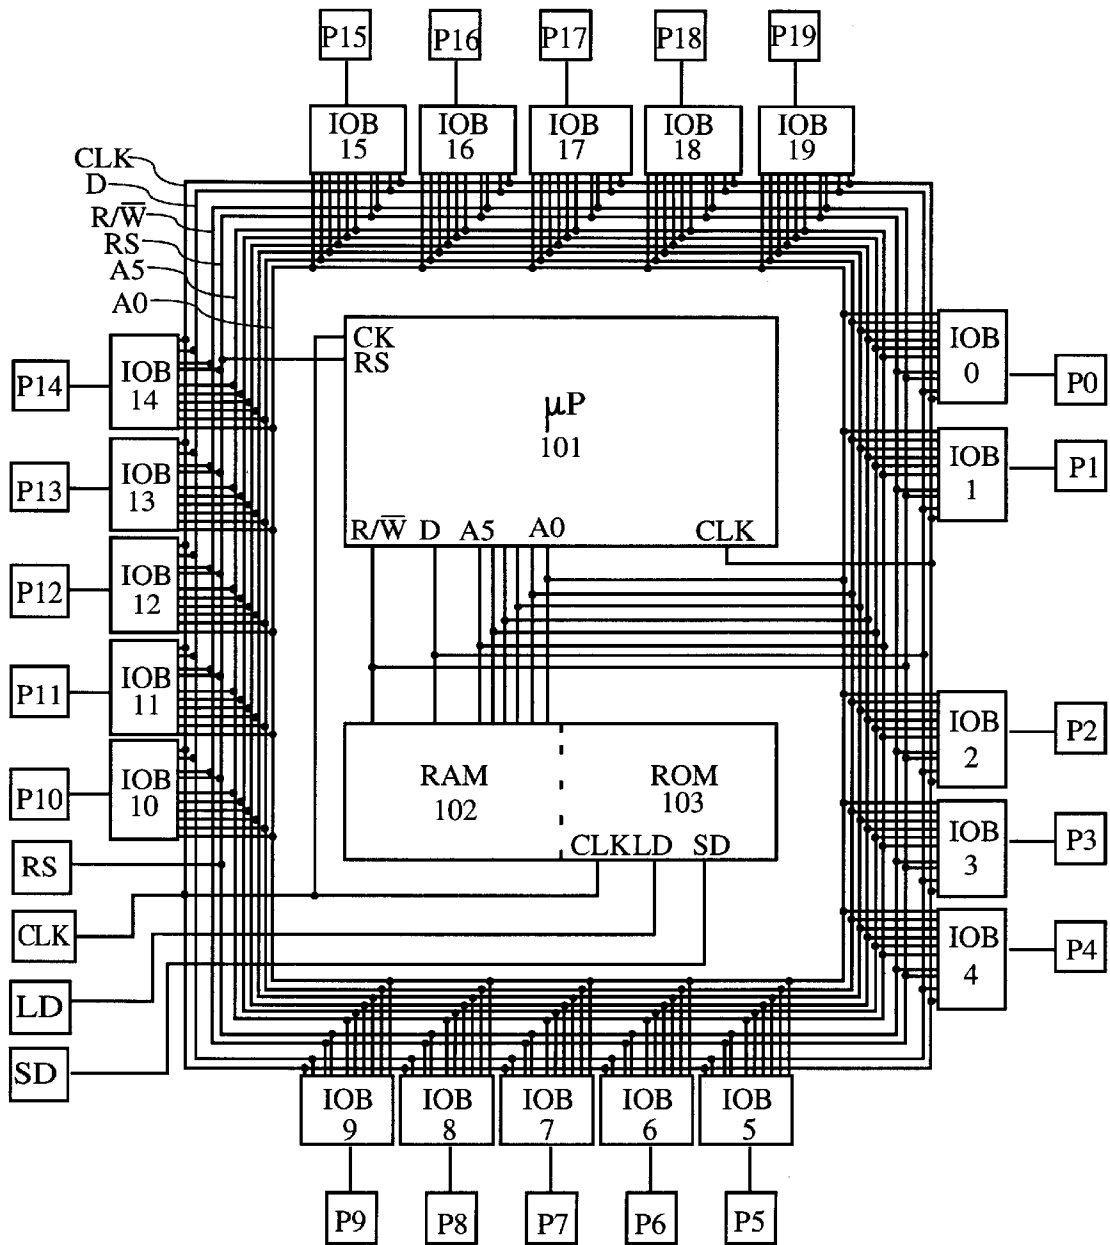 P15 P16 P17 P18 P19
IOB 15
IOB 16
IOB 17
IOB 18
IOB 19
CLK
D
R/W̅
RS
A5
A0
IOB 14
P14
IOB 13
P13
IOB 12
P12
IOB 11
P11
IOB 10
P10
RS
CLK
LD
SD
CK
RS
μP
101
R/W̅ D A5 A0 CLK
RAM
102
ROM
103
CLK LD SD
IOB 0
P0
IOB 1
P1
IOB 2
P2
IOB 3
P3
IOB 4
P4
IOB 9
IOB 8
IOB 7
IOB 6
IOB 5
P9 P8 P7 P6 P5